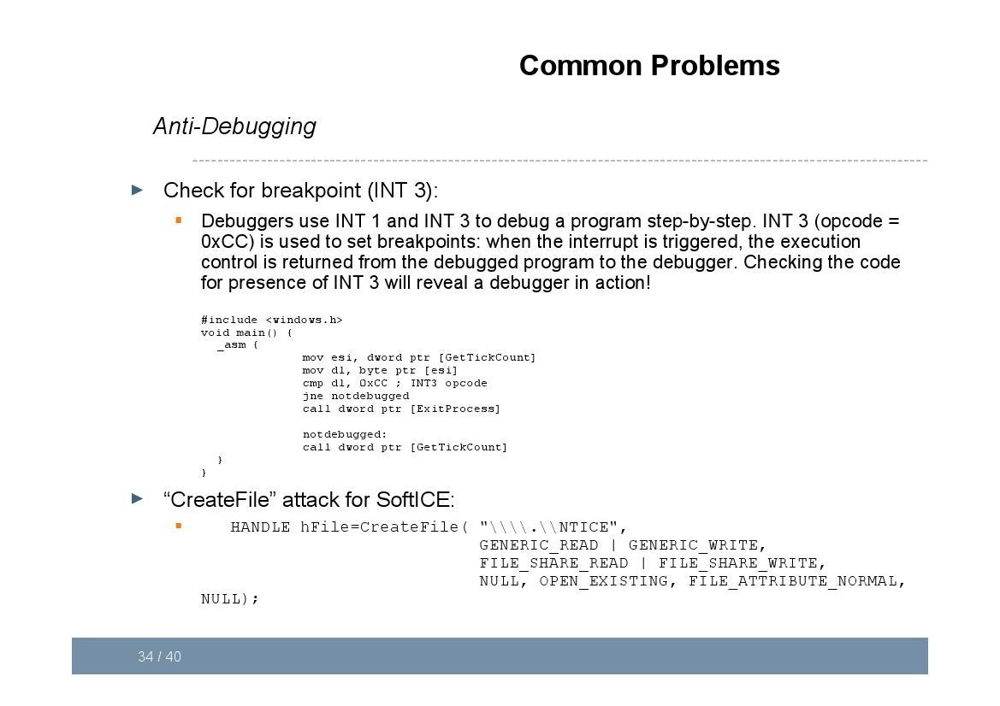 Common Problems
Anti-Debugging
Check for breakpoint (INT 3):
Debuggers use INT 1 and INT 3 to debug a program step-by-step. INT 3 (opcode =
0xCC) is used to set breakpoints: when the interrupt is triggered, the execution
control is returned from the debugged program to the debugger. Checking the code
for presence of INT 3 will reveal a debugger in action!
#include <windows.h>
void main() {
_asm {
mov esi, dword ptr [GetTickCount]
mov dl, byte ptr [esi]
cmp dl, 0xCC ; INT3 opcode
jne notdebugged
call dword ptr [ExitProcess]
notdebugged:
call dword ptr [GetTickCount]
}
}
“CreateFile” attack for SoftICE:
HANDLE hFile=CreateFile( "\\\\.\\NTICE",
GENERIC_READ | GENERIC_WRITE,
FILE_SHARE_READ | FILE_SHARE_WRITE,
NULL, OPEN_EXISTING, FILE_ATTRIBUTE_NORMAL,
NULL);
34 / 40